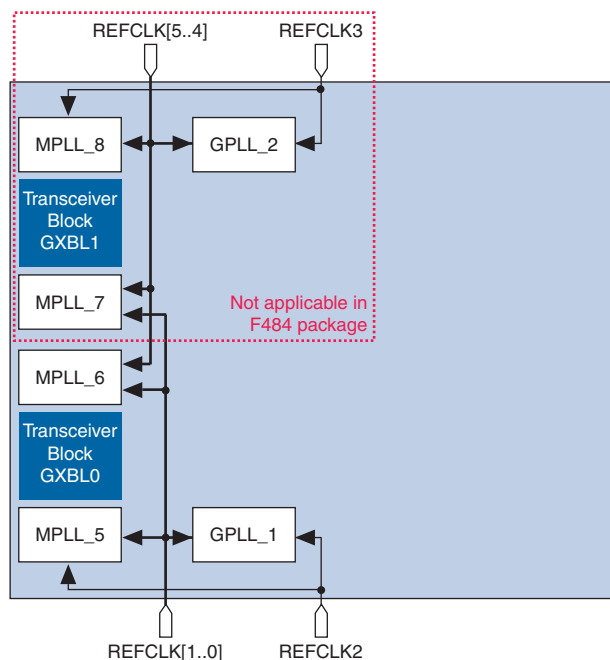 REFCLK[5..4]
REFCLK3
MPLL_8
GPLL_2
Transceiver
Block
GXBL1
MPLL_7
Not applicable in
F484 package
MPLL_6
Transceiver
Block
GXBL0
MPLL_5
GPLL_1
REFCLK[1..0]
REFCLK2